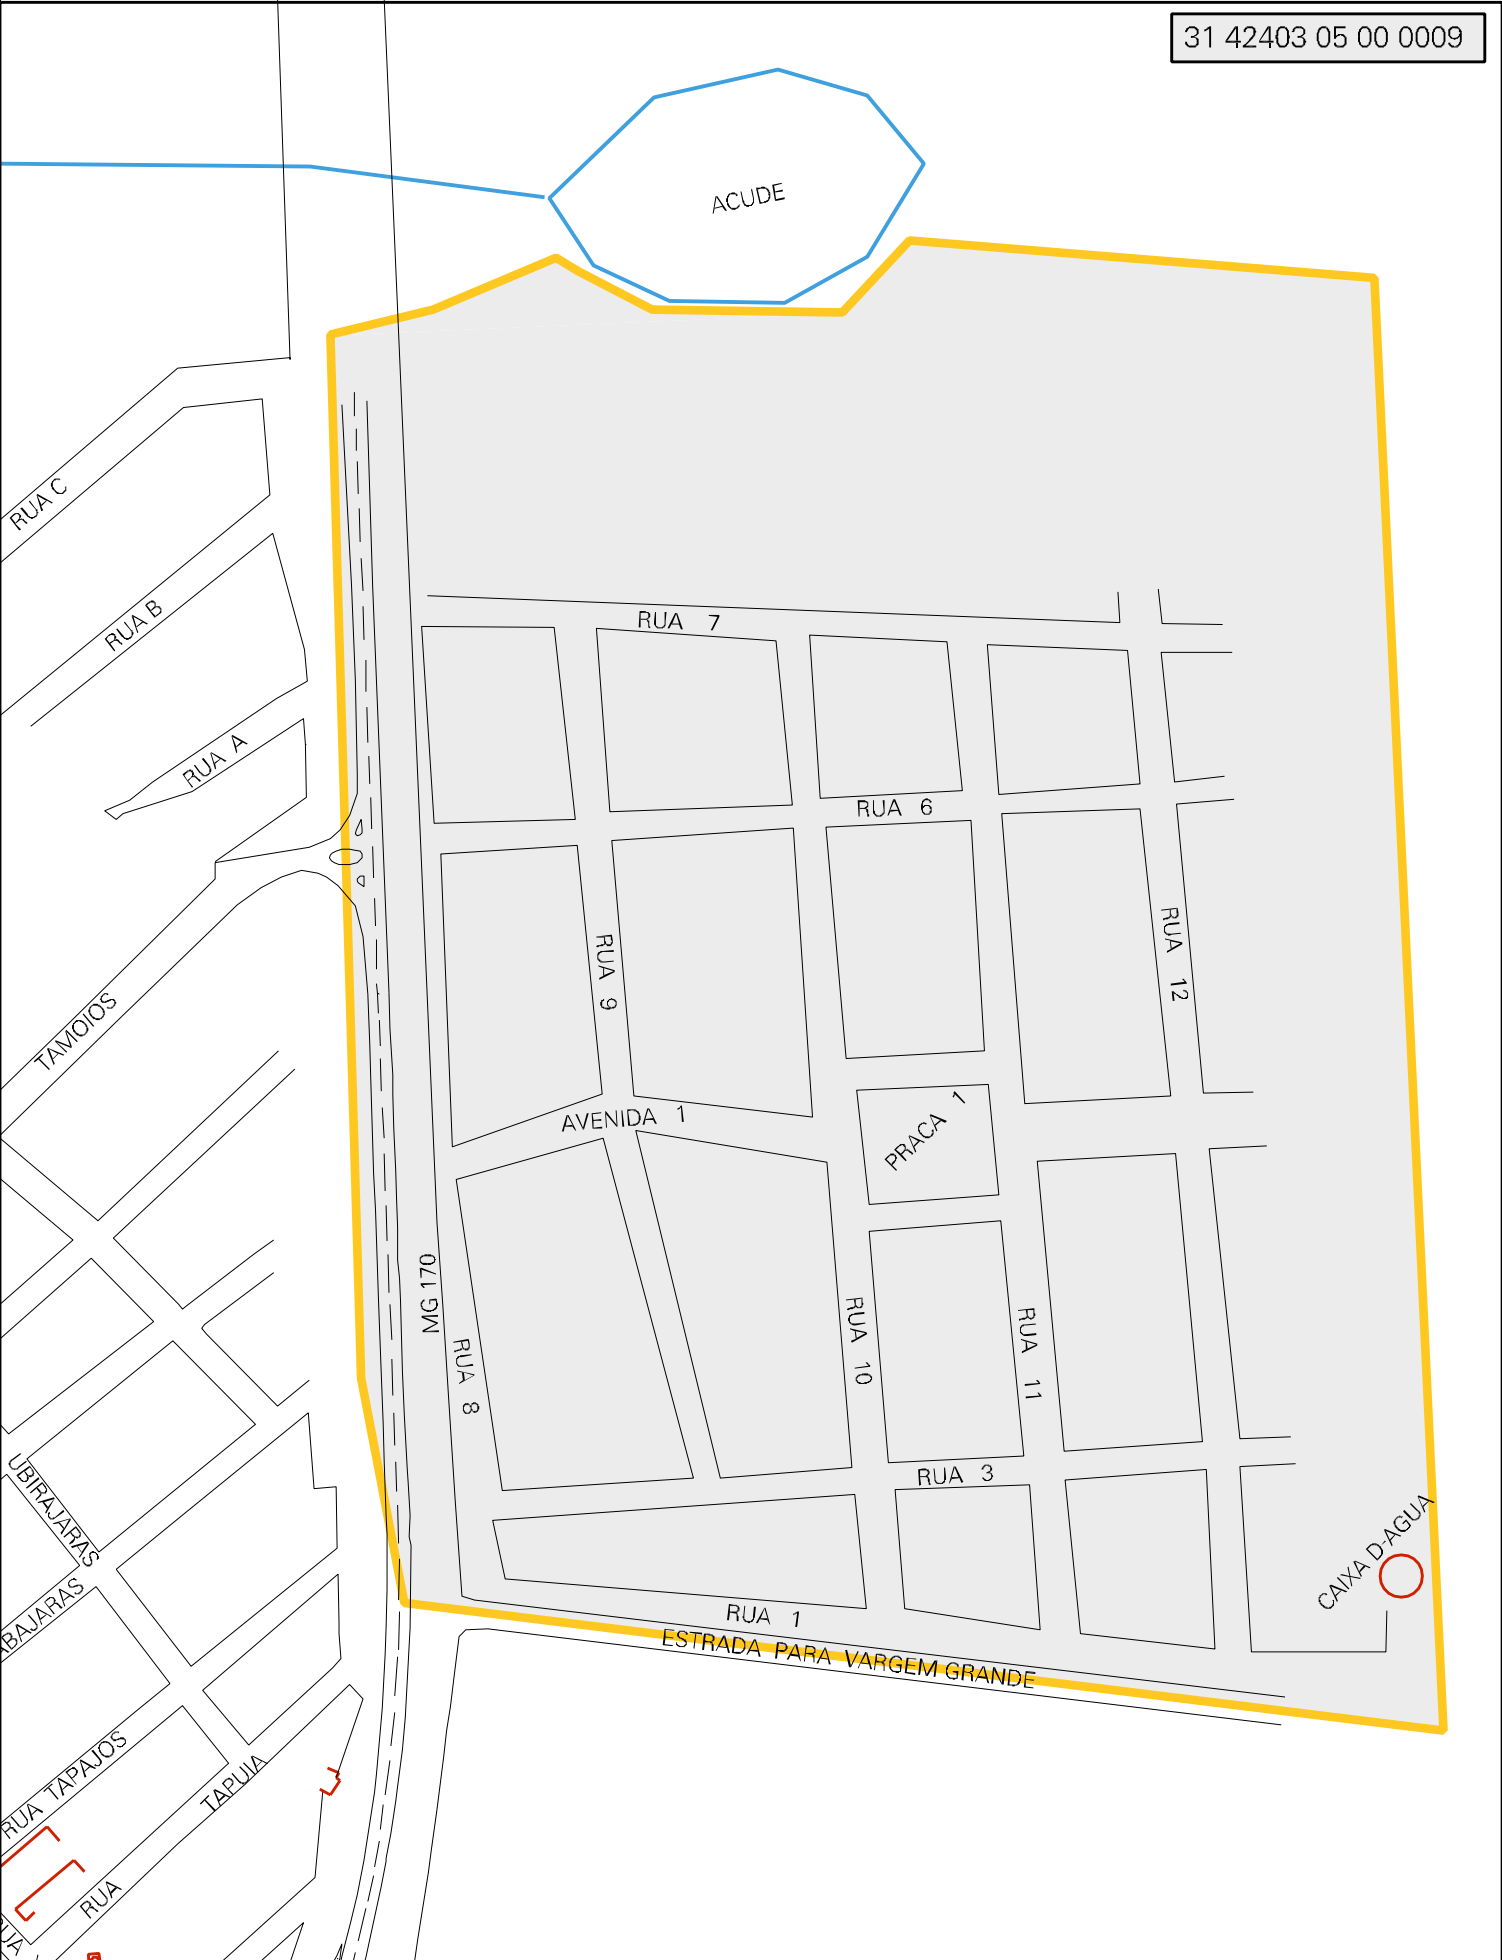 31 42403 05 00 0009
ACUDE
RUA C
RUA B
RUA 7
RUA A
RUA 6
RUA 9
RUA 12
TAMOIOS
AVENIDA 1
PRACA 1
MG 170
RUA 8
RUA 10
RUA 11
RUA 3
UBIRAJARAS
CAIXA D-AGUA
BAJARAS
RUA 1
ESTRADA PARA VARGEM GRANDE
RUA TAPAJOS
RUA TAPUIA